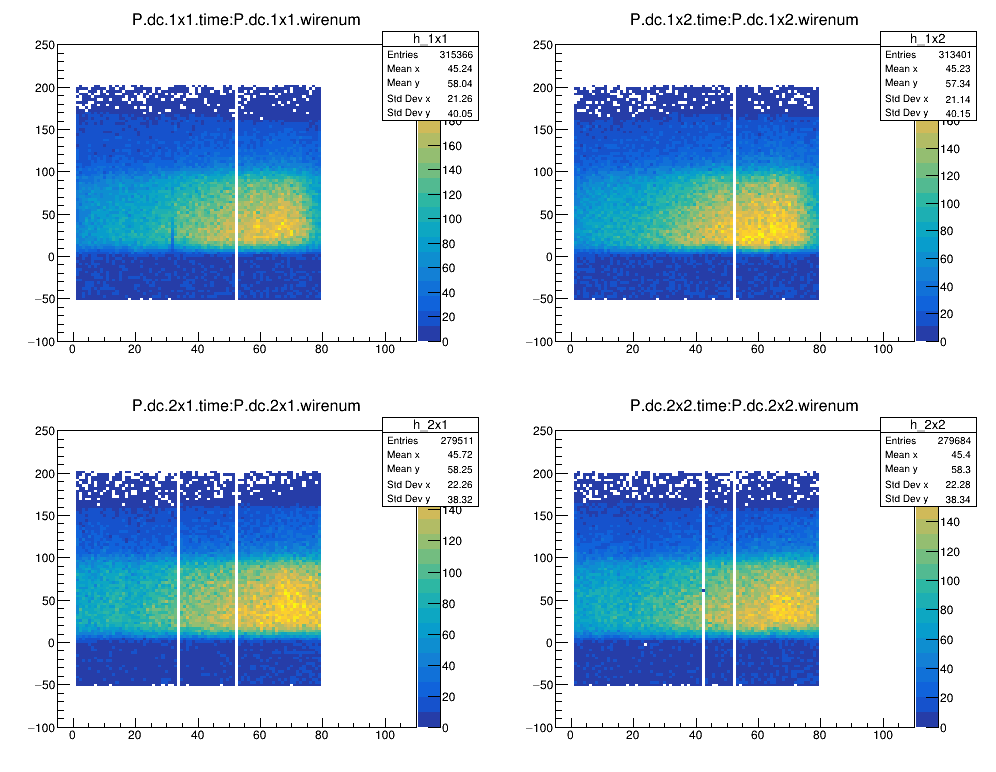 P.dc.1x1.time:P.dc.1x1.wirenum
h_1x1
Entries 315366
Mean x 45.24
Mean y 58.04
Std Dev x 21.26
Std Dev y 40.05
250
200
150
100
50
0
−50
−100
0 20 40 60 80 100
160
140
120
100
80
60
40
20
0
P.dc.1x2.time:P.dc.1x2.wirenum
h_1x2
Entries 313401
Mean x 45.23
Mean y 57.34
Std Dev x 21.14
Std Dev y 40.15
250
200
150
100
50
0
−50
−100
0 20 40 60 80 100
160
140
120
100
80
60
40
20
0
P.dc.2x1.time:P.dc.2x1.wirenum
h_2x1
Entries 279511
Mean x 45.72
Mean y 58.25
Std Dev x 22.26
Std Dev y 38.32
250
200
150
100
50
0
−50
−100
0 20 40 60 80 100
140
120
100
80
60
40
20
0
P.dc.2x2.time:P.dc.2x2.wirenum
h_2x2
Entries 279684
Mean x 45.4
Mean y 58.3
Std Dev x 22.28
Std Dev y 38.34
250
200
150
100
50
0
−50
−100
0 20 40 60 80 100
140
120
100
80
60
40
20
0